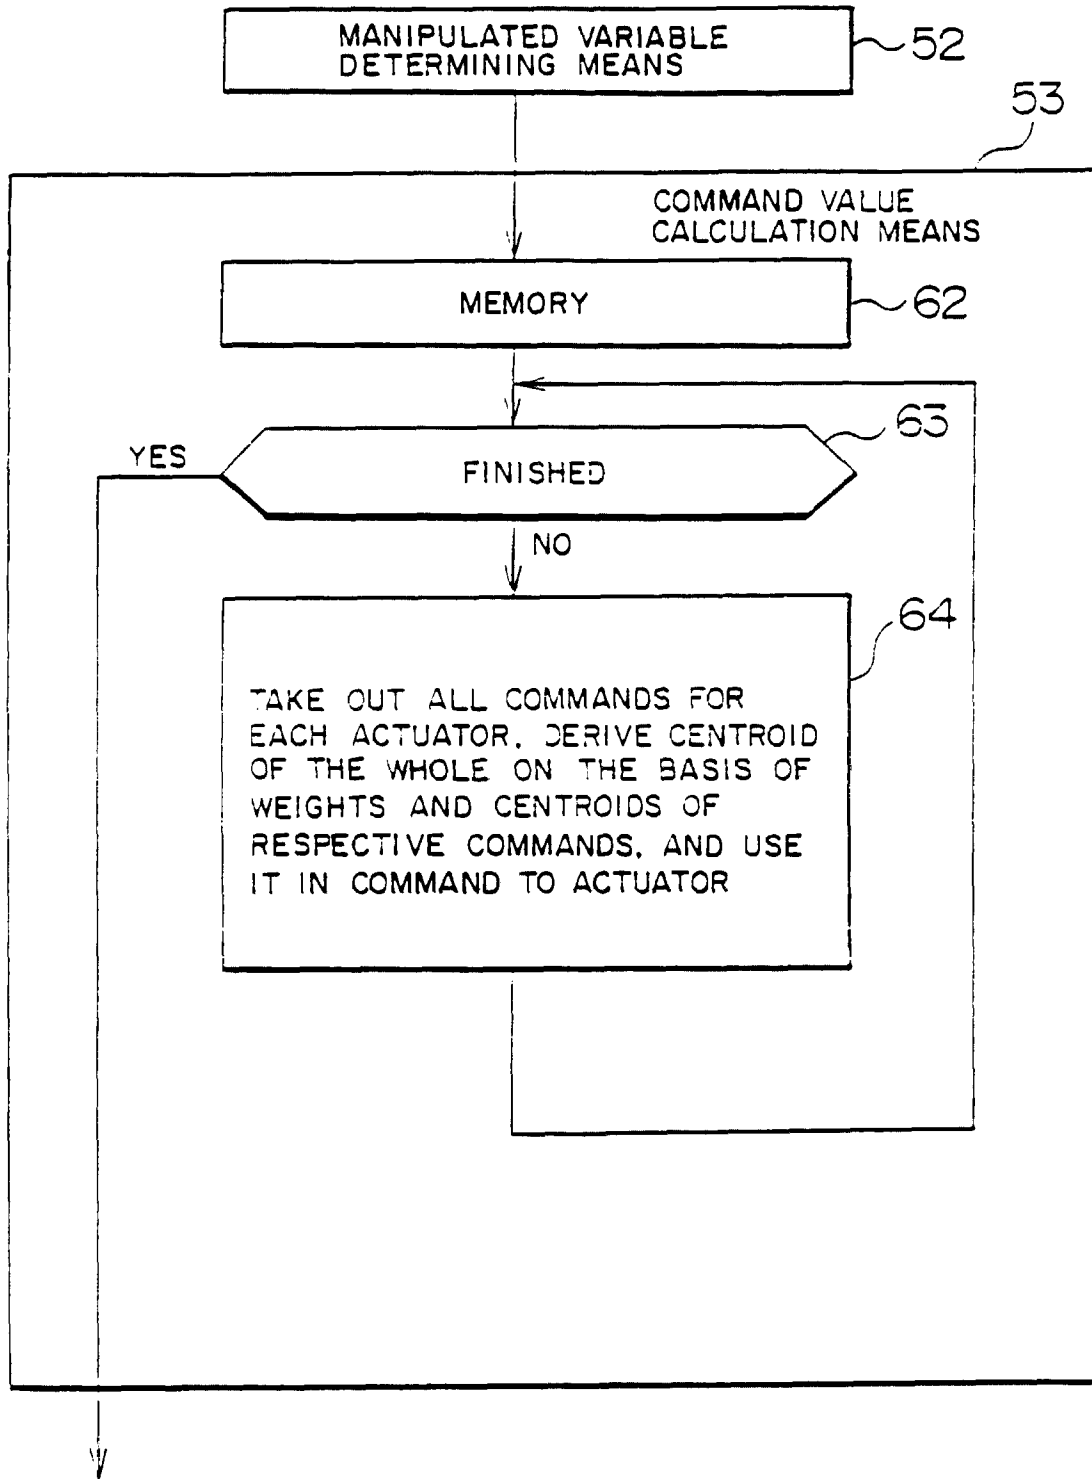 MANIPULATED VARIABLE
DETERMINING MEANS
52
53
COMMAND VALUE
CALCULATION MEANS
MEMORY
62
63
YES
FINISHED
NO
64
TAKE OUT ALL COMMANDS FOR
EACH ACTUATOR, DERIVE CENTROID
OF THE WHOLE ON THE BASIS OF
WEIGHTS AND CENTROIDS OF
RESPECTIVE COMMANDS, AND USE
IT IN COMMAND TO ACTUATOR